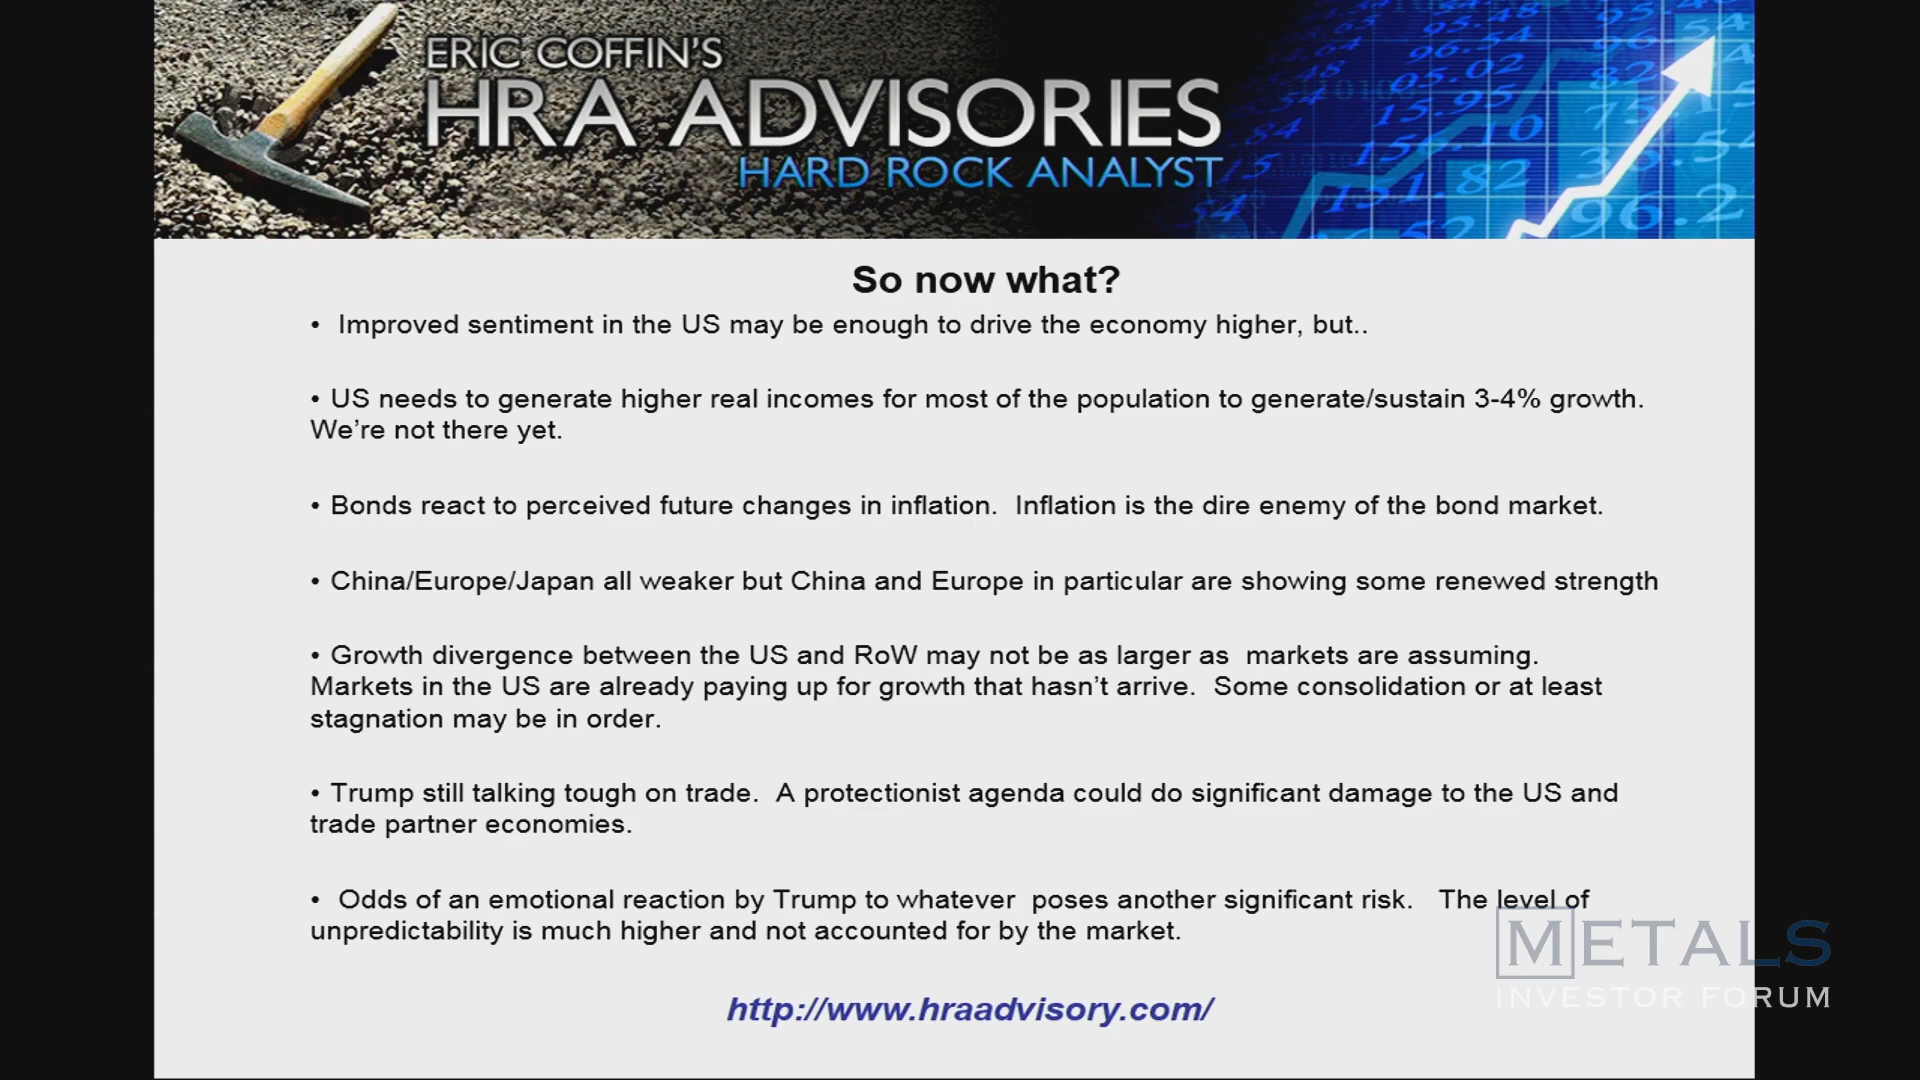 ERIC COFFIN'S
HRA ADVISORIES
HARD ROCK ANALYST
So now what?
• Improved sentiment in the US may be enough to drive the economy higher, but..
• US needs to generate higher real incomes for most of the population to generate/sustain 3-4% growth.
We're not there yet.
• Bonds react to perceived future changes in inflation. Inflation is the dire enemy of the bond market.
• China/Europe/Japan all weaker but China and Europe in particular are showing some renewed strength
• Growth divergence between the US and RoW may not be as larger as markets are assuming.
Markets in the US are already paying up for growth that hasn't arrive. Some consolidation or at least
stagnation may be in order.
• Trump still talking tough on trade. A protectionist agenda could do significant damage to the US and
trade partner economies.
• Odds of an emotional reaction by Trump to whatever poses another significant risk. The level of
unpredictability is much higher and not accounted for by the market.
METALS
INVESTOR FORUM
http://www.hraadvisory.com/